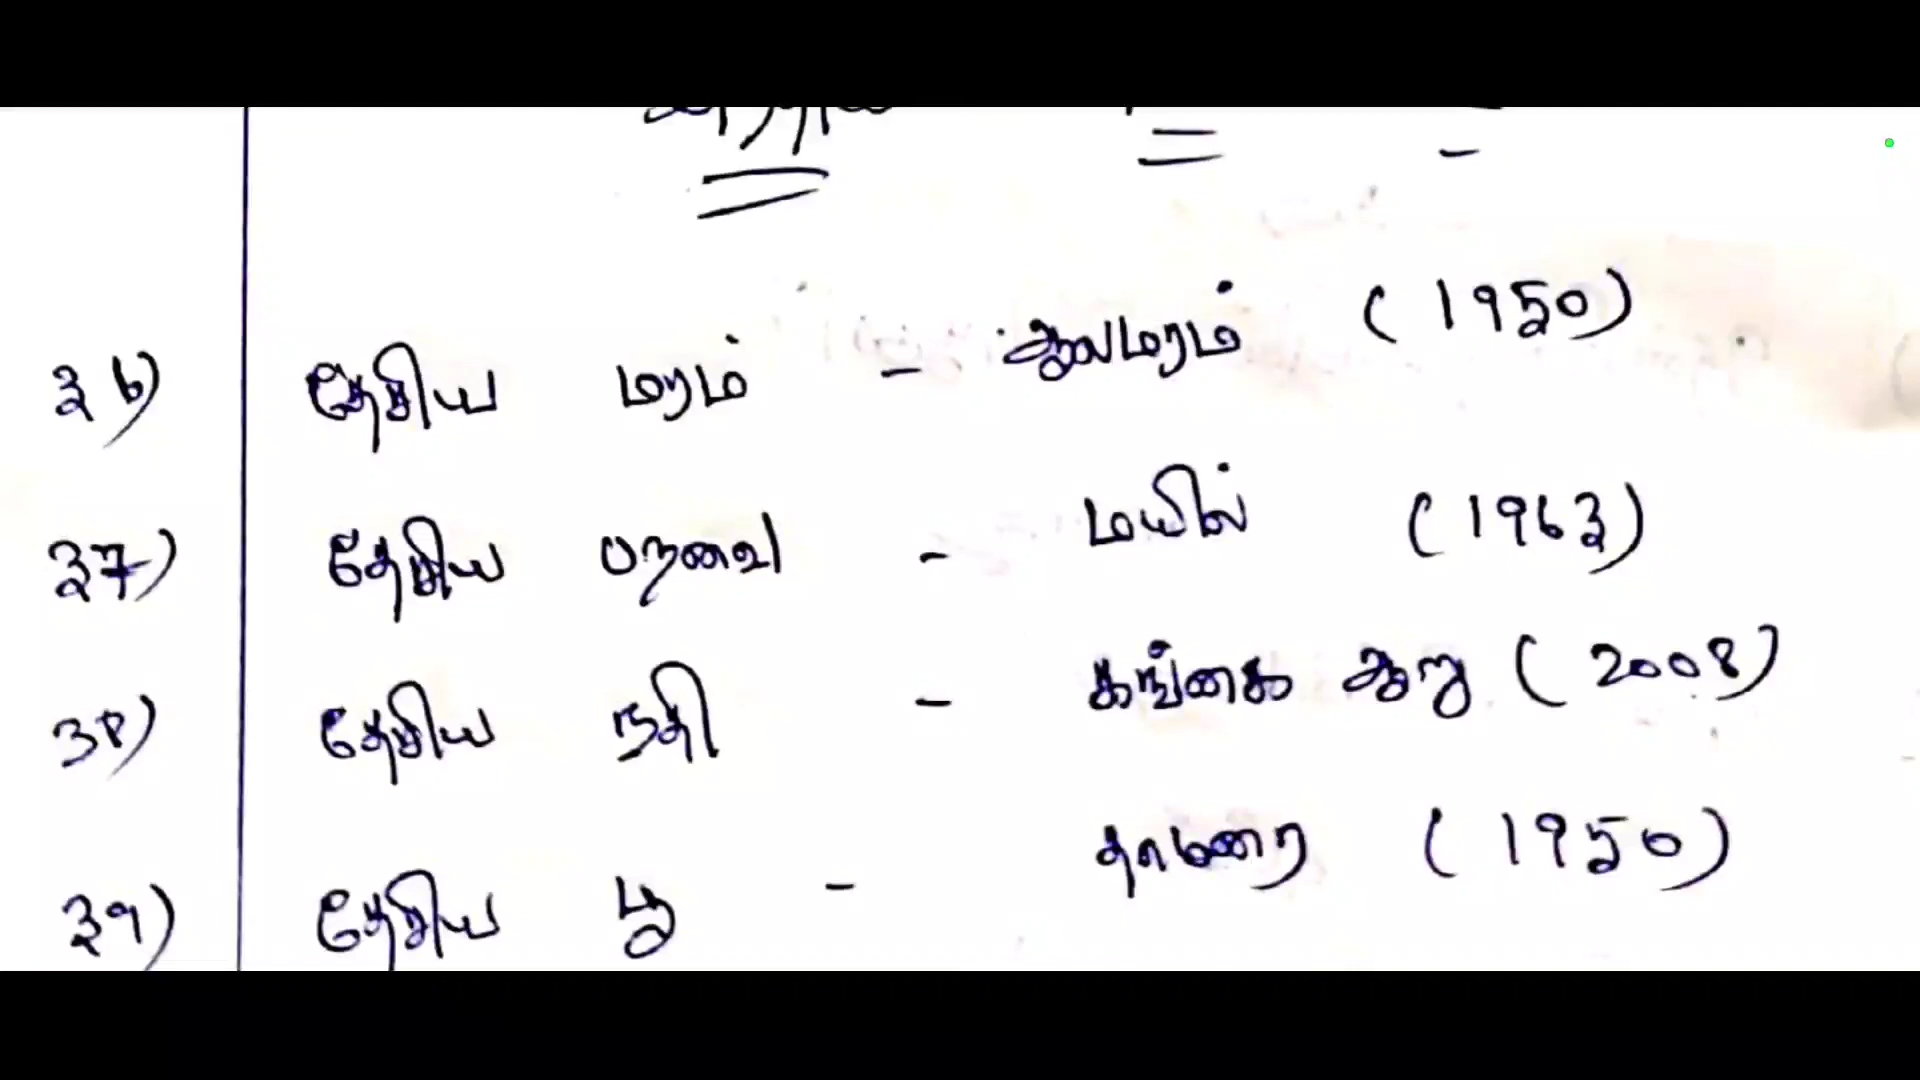 36) தேசிய மரம் - ஆலமரம் (1950)
37) தேசிய பறவை - மயில் (1963)
38) தேசிய நதி - கங்கை ஆறு (2008)
39) தேசிய பூ - தாமரை (1950)